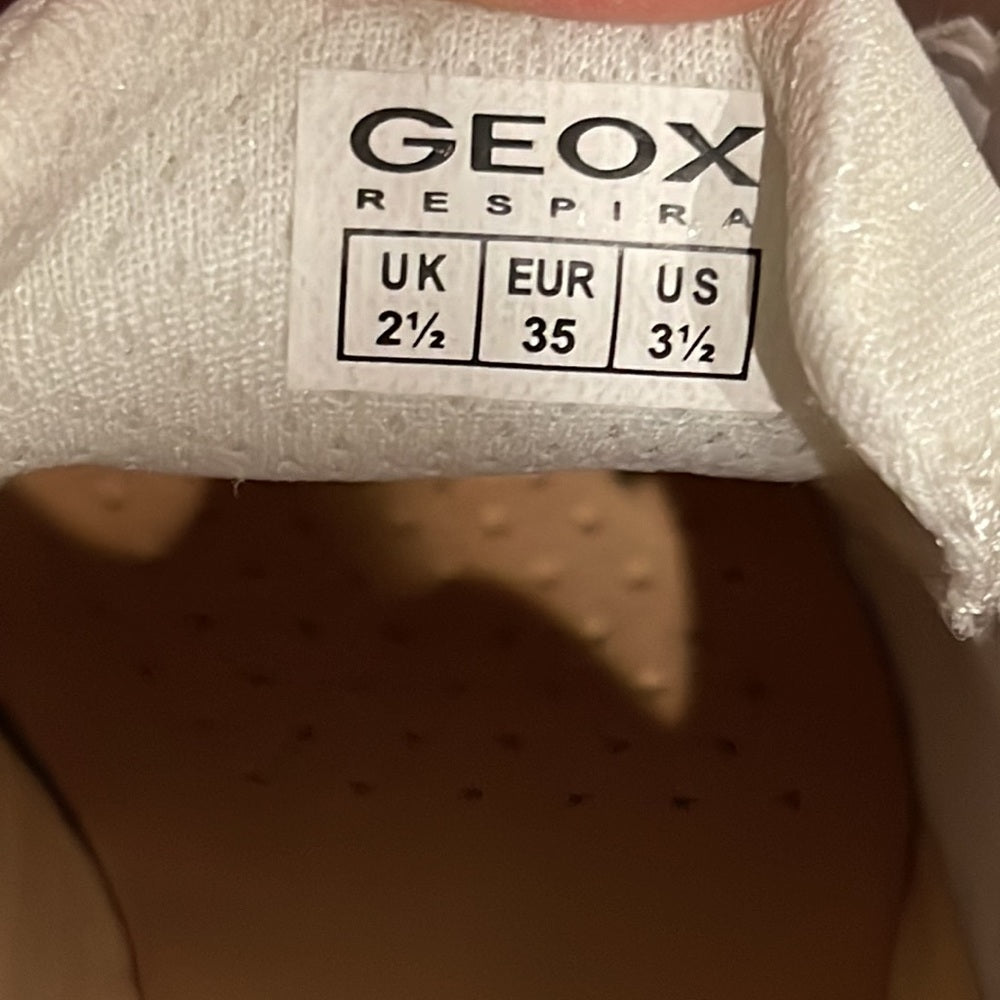 GEOX
RESPIRA
UK EUR US
2½ 35 3½